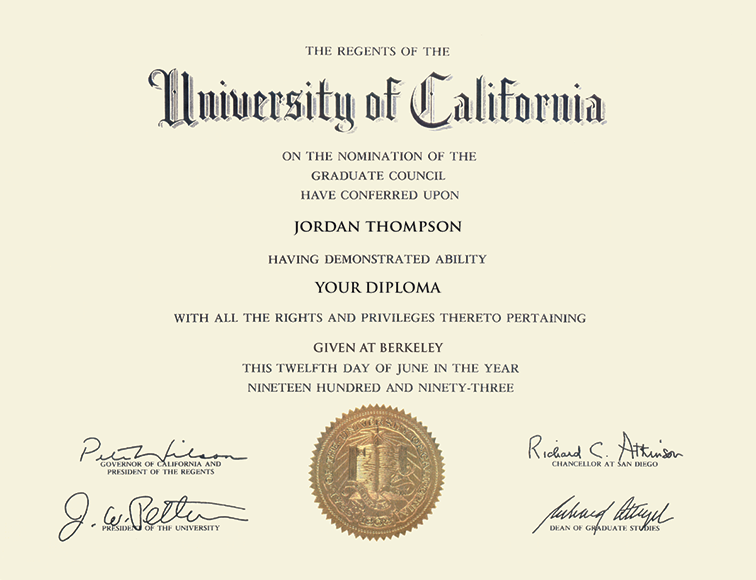 THE REGENTS OF THE
University of California
ON THE NOMINATION OF THE
GRADUATE COUNCIL
HAVE CONFERRED UPON
JORDAN THOMPSON
HAVING DEMONSTRATED ABILITY
YOUR DIPLOMA
WITH ALL THE RIGHTS AND PRIVILEGES THERETO PERTAINING
GIVEN AT BERKELEY
THIS TWELFTH DAY OF JUNE IN THE YEAR
NINETEEN HUNDRED AND NINETY-THREE
Pete Wilson
GOVERNOR OF CALIFORNIA AND
PRESIDENT OF THE REGENTS
J. W. Peltason
PRESIDENT OF THE UNIVERSITY
Richard C. Atkinson
CHANCELLOR AT SAN DIEGO
DEAN OF GRADUATE STUDIES